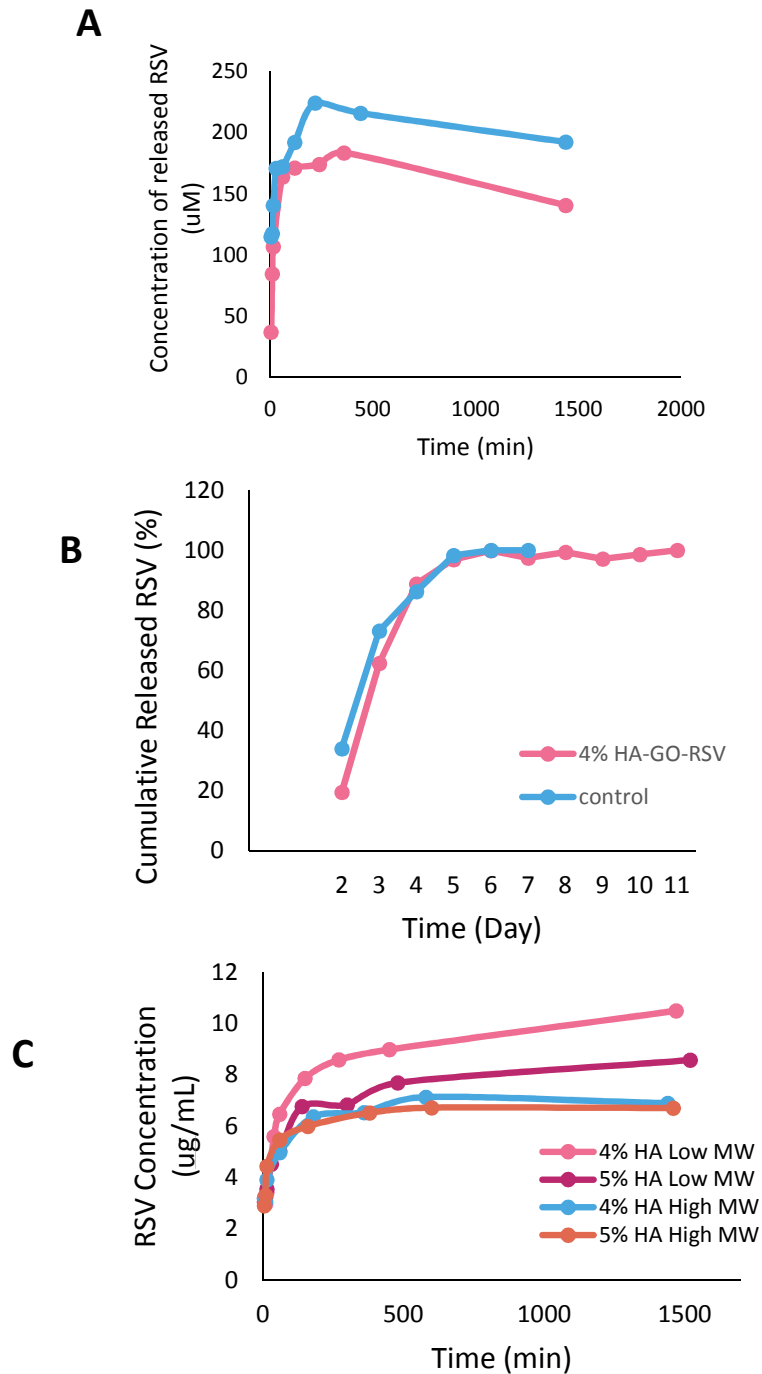 A
Concentration of released RSV
(uM)
250
200
150
100
50
0
0 500 1000 1500 2000
Time (min)
B
Cumulative Released RSV (%)
120
100
80
60
40
20
0
4% HA-GO-RSV
control
2 3 4 5 6 7 8 9 10 11
Time (Day)
C
RSV Concentration
(ug/mL)
12
10
8
6
4
2
0
4% HA Low MW
5% HA Low MW
4% HA High MW
5% HA High MW
0 500 1000 1500
Time (min)